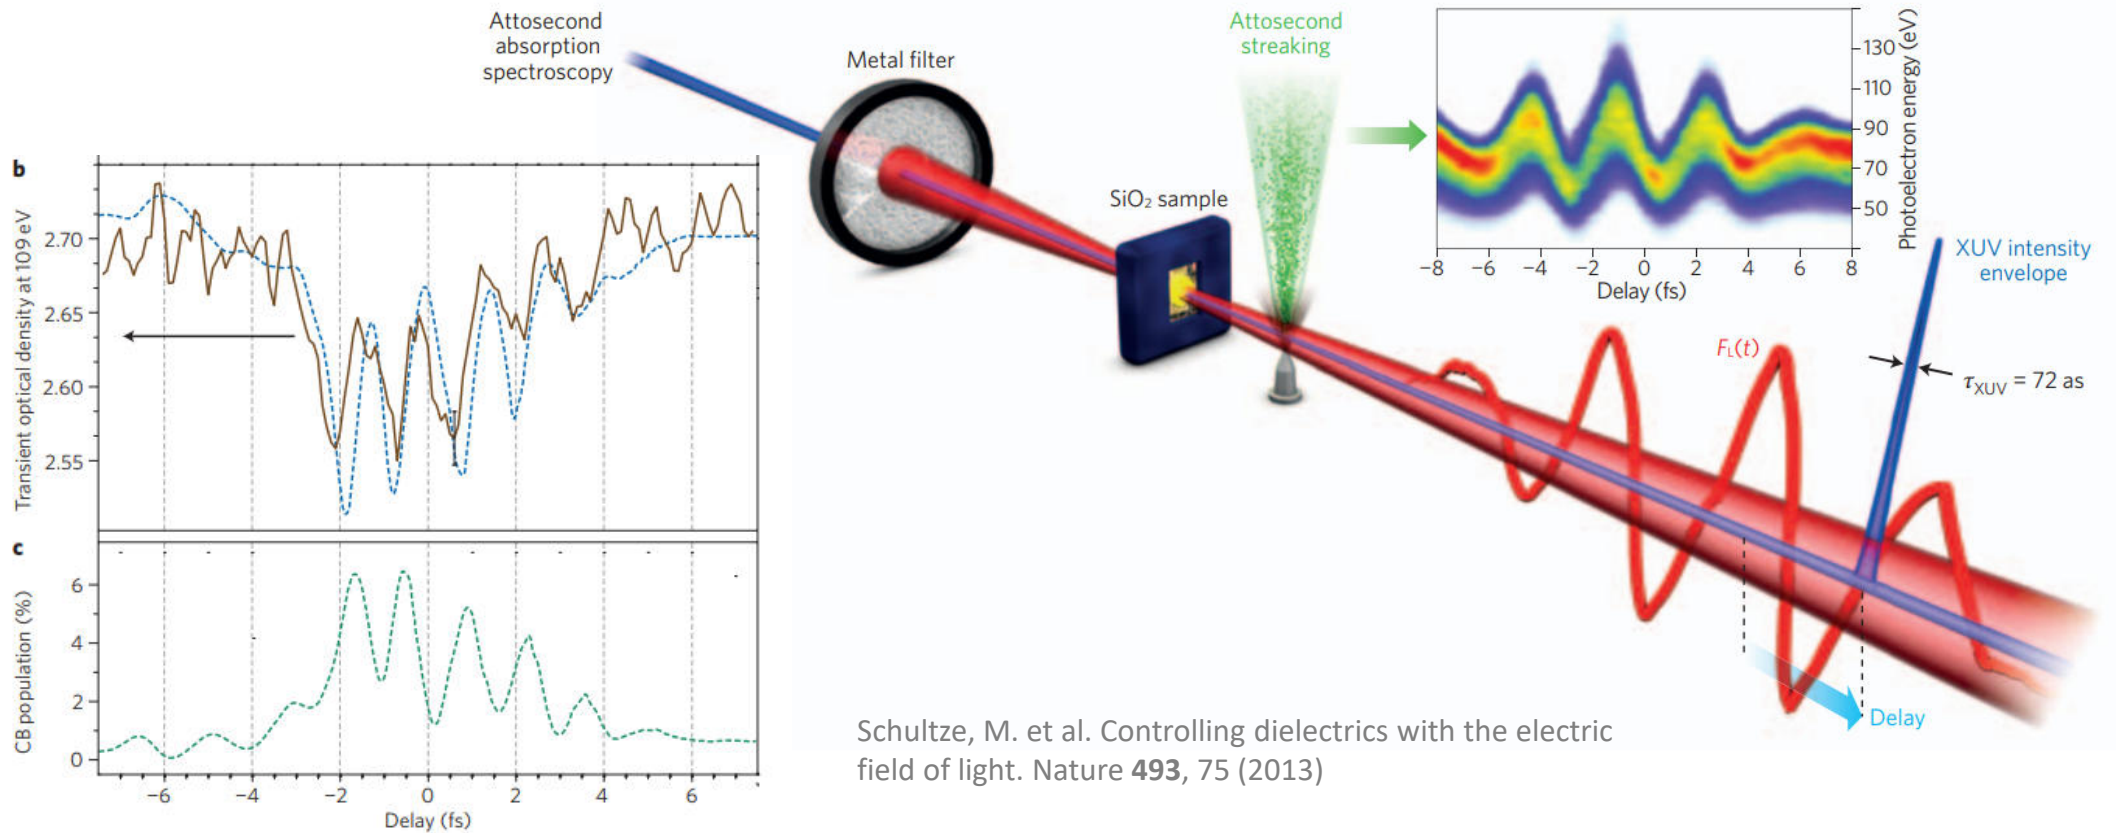 Attosecond
absorption
spectroscopy
Metal filter
SiO₂ sample
Attosecond
streaking
130
110
90
70
50
Photoelectron energy (eV)
−8 −6 −4 −2 0 2 4 6 8
Delay (fs)
XUV intensity
envelope
F_L(t)
τ_XUV = 72 as
Delay
b
Transient optical density at 109 eV
2.70
2.65
2.60
2.55
c
CB population (%)
6
4
2
0
−6 −4 −2 0 2 4 6
Delay (fs)
Schultze, M. et al. Controlling dielectrics with the electric
field of light. Nature 493, 75 (2013)